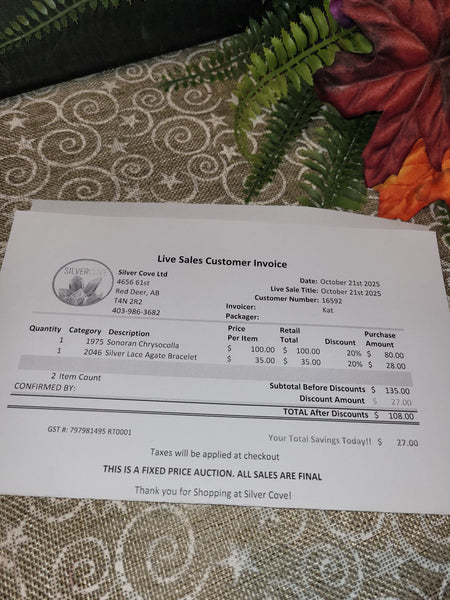 Live Sales Customer Invoice
SILVERCOVE
Silver Cove Ltd
4656 61st
Red Deer, AB
T4N 2R2
403-986-3682
Date: October 21st 2025
Live Sale Title: October 21st 2025
Customer Number: 16592
Invoicer: Kat
Packager:
Quantity Category Description Price Per Item Retail Total Discount Purchase Amount
1 1975 Sonoran Chrysocolla $ 100.00 $ 100.00 20% $ 80.00
1 2046 Silver Lace Agate Bracelet $ 35.00 $ 35.00 20% $ 28.00
2 Item Count
Subtotal Before Discounts $ 135.00
CONFIRMED BY:
Discount Amount $ 27.00
TOTAL After Discounts $ 108.00
GST #: 797981495 RT0001
Your Total Savings Today!! $ 27.00
Taxes will be applied at checkout
THIS IS A FIXED PRICE AUCTION. ALL SALES ARE FINAL
Thank you for Shopping at Silver Cove!